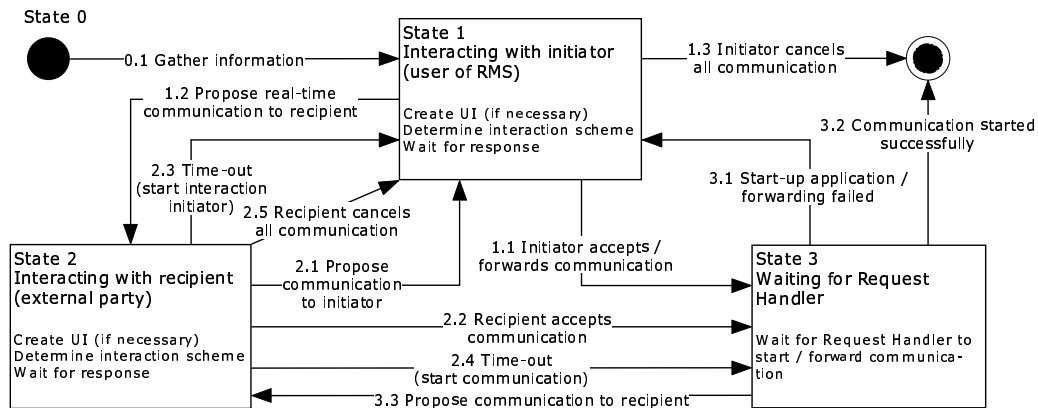 State 0
0.1 Gather information
State 1
Interacting with initiator
(user of RMS)
Create UI (if necessary)
Determine interaction scheme
Wait for response
1.3 Initiator cancels
all communication
1.2 Propose real-time
communication to recipient
2.3 Time-out
(start interaction
initiator)
2.5 Recipient cancels
all communication
3.2 Communication started
successfully
3.1 Start-up application /
forwarding failed
1.1 Initiator accepts /
forwards communication
State 2
Interacting with recipient
(external party)
Create UI (if necessary)
Determine interaction scheme
Wait for response
2.1 Propose
communication
to initiator
State 3
Waiting for Request
Handler
Wait for Request Handler to
start / forward communica-
tion
2.2 Recipient accepts
communication
2.4 Time-out
(start communication)
3.3 Propose communication to recipient